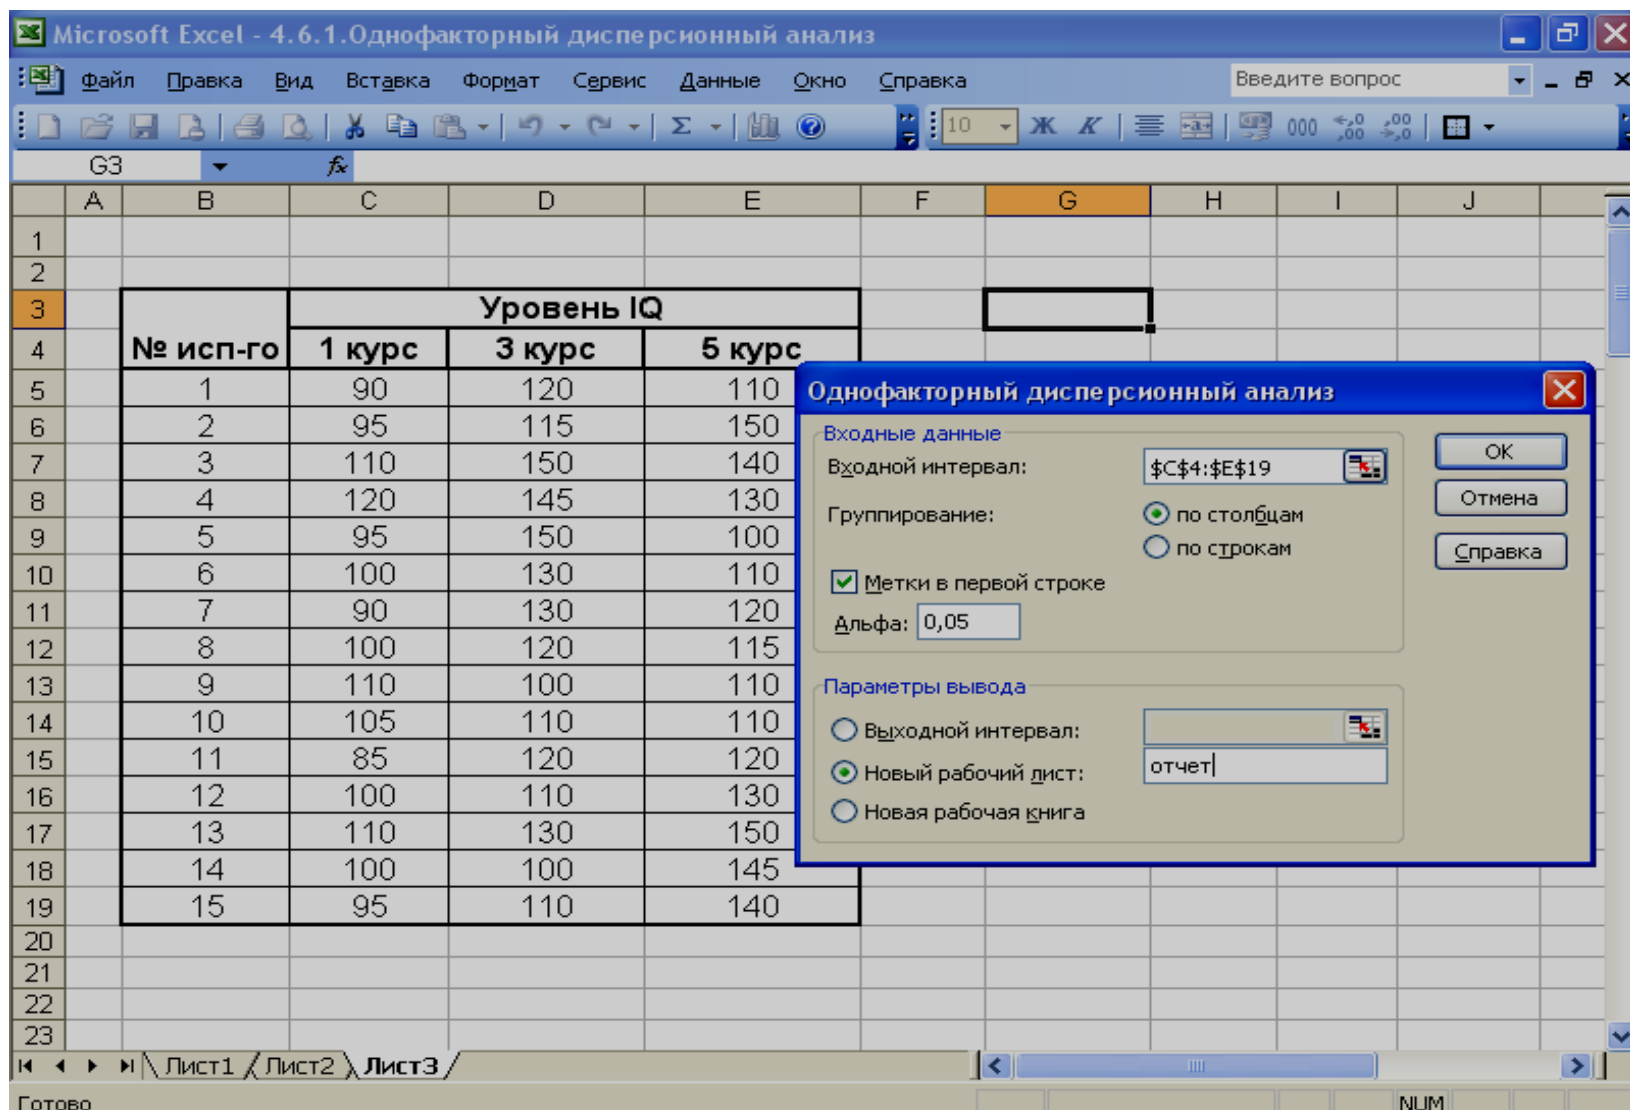 Microsoft Excel - 4.6.1.Однофакторный дисперсионный анализ
Файл Правка Вид Вставка Формат Сервис Данные Окно Справка Введите вопрос
10 Ж К 000
G3 fx
A B C D E F G H I J
1
2
3 Уровень IQ
4 № исп-го 1 курс 3 курс 5 курс
5 1 90 120 110
6 2 95 115 150
7 3 110 150 140
8 4 120 145 130
9 5 95 150 100
10 6 100 130 110
11 7 90 130 120
12 8 100 120 115
13 9 110 100 110
14 10 105 110 110
15 11 85 120 120
16 12 100 110 130
17 13 110 130 150
18 14 100 100 145
19 15 95 110 140
20
21
22
23
Однофакторный дисперсионный анализ
Входные данные
Входной интервал: $C$4:$E$19
Группирование: по столбцам
по строкам
Метки в первой строке
Альфа: 0,05
ОК
Отмена
Справка
Параметры вывода
Выходной интервал:
Новый рабочий лист: отчет
Новая рабочая книга
Лист1 Лист2 Лист3
Готово NUM